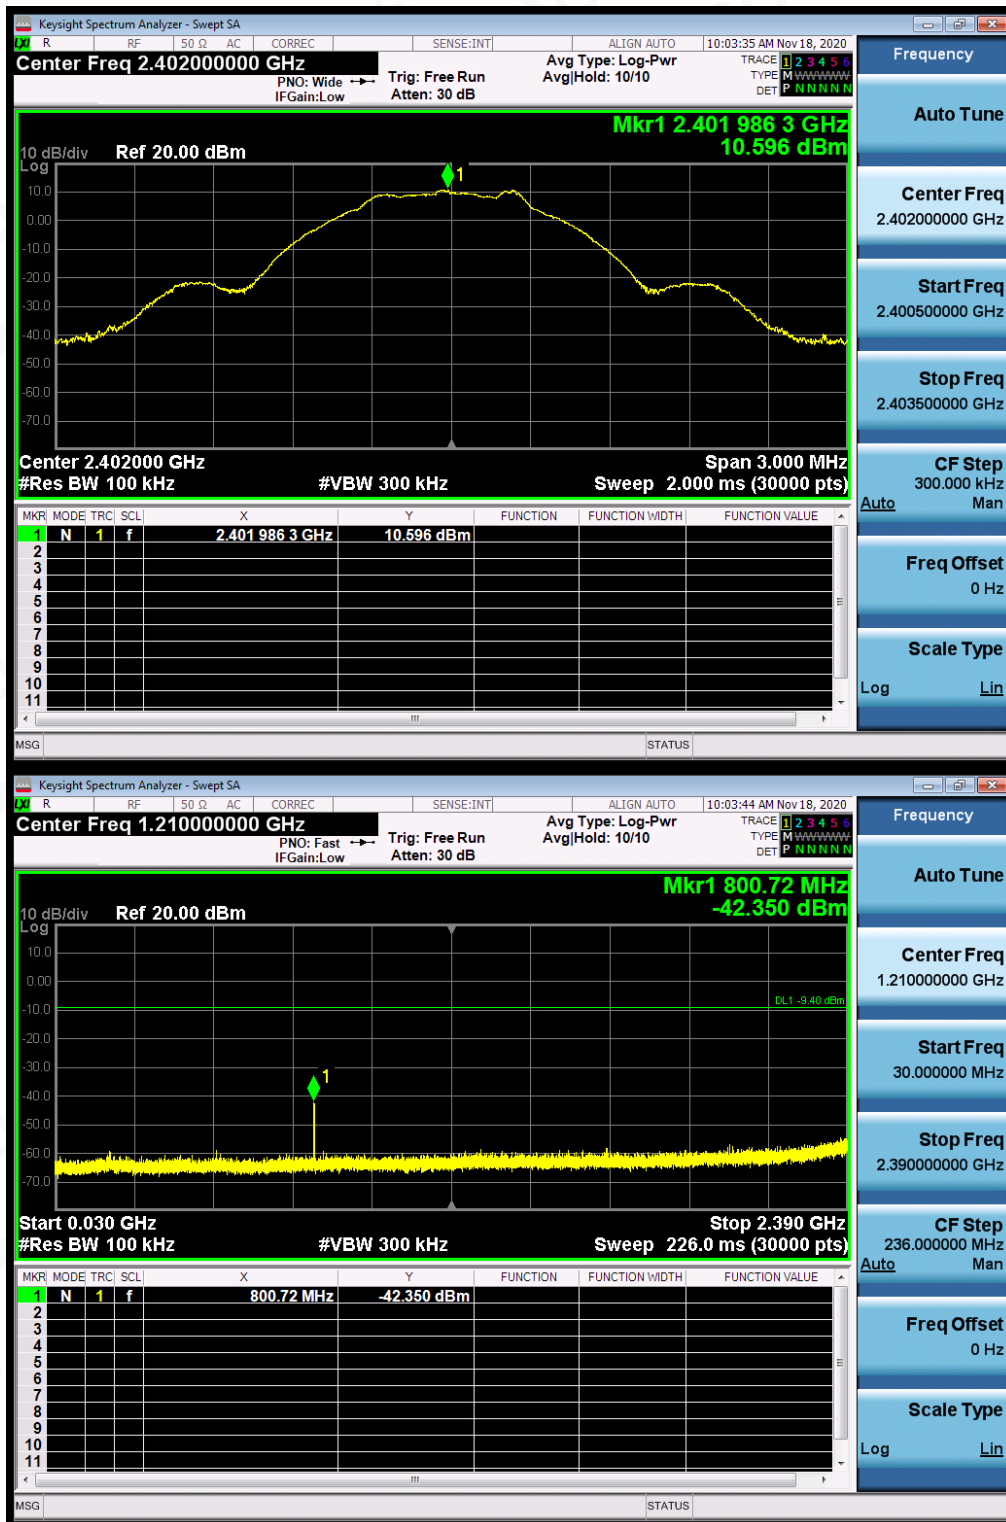 Keysight Spectrum Analyzer - Swept SA
LXI R RF 50 Ω AC CORREC SENSE:INT ALIGN AUTO 10:03:35 AM Nov 18, 2020
Center Freq 2.402000000 GHz
PNO: Wide
IFGain:Low
Trig: Free Run
Atten: 30 dB
Avg Type: Log-Pwr
Avg|Hold: 10/10
TRACE 1 2 3 4 5 6
TYPE M W W W W W
DET P N N N N N
Mkr1 2.401 986 3 GHz
10.596 dBm
10 dB/div Ref 20.00 dBm
Log
10.0
0.00
-10.0
-20.0
-30.0
-40.0
-50.0
-60.0
-70.0
1
Center 2.402000 GHz Span 3.000 MHz
#Res BW 100 kHz #VBW 300 kHz Sweep 2.000 ms (30000 pts)
MKR MODE TRC SCL X Y FUNCTION FUNCTION WIDTH FUNCTION VALUE
1 N 1 f 2.401 986 3 GHz 10.596 dBm
2
3
4
5
6
7
8
9
10
11
MSG STATUS
Frequency
Auto Tune
Center Freq
2.402000000 GHz
Start Freq
2.400500000 GHz
Stop Freq
2.403500000 GHz
CF Step
300.000 kHz
Auto Man
Freq Offset
0 Hz
Scale Type
Log Lin
Keysight Spectrum Analyzer - Swept SA
LXI R RF 50 Ω AC CORREC SENSE:INT ALIGN AUTO 10:03:44 AM Nov 18, 2020
Center Freq 1.210000000 GHz
PNO: Fast
IFGain:Low
Trig: Free Run
Atten: 30 dB
Avg Type: Log-Pwr
Avg|Hold: 10/10
TRACE 1 2 3 4 5 6
TYPE M W W W W W
DET P N N N N N
Mkr1 800.72 MHz
-42.350 dBm
10 dB/div Ref 20.00 dBm
Log
10.0
0.00
-10.0
-20.0
-30.0
-40.0
-50.0
-60.0
-70.0
DL1 -9.40 dBm
1
Start 0.030 GHz Stop 2.390 GHz
#Res BW 100 kHz #VBW 300 kHz Sweep 226.0 ms (30000 pts)
MKR MODE TRC SCL X Y FUNCTION FUNCTION WIDTH FUNCTION VALUE
1 N 1 f 800.72 MHz -42.350 dBm
2
3
4
5
6
7
8
9
10
11
MSG STATUS
Frequency
Auto Tune
Center Freq
1.210000000 GHz
Start Freq
30.000000 MHz
Stop Freq
2.390000000 GHz
CF Step
236.000000 MHz
Auto Man
Freq Offset
0 Hz
Scale Type
Log Lin